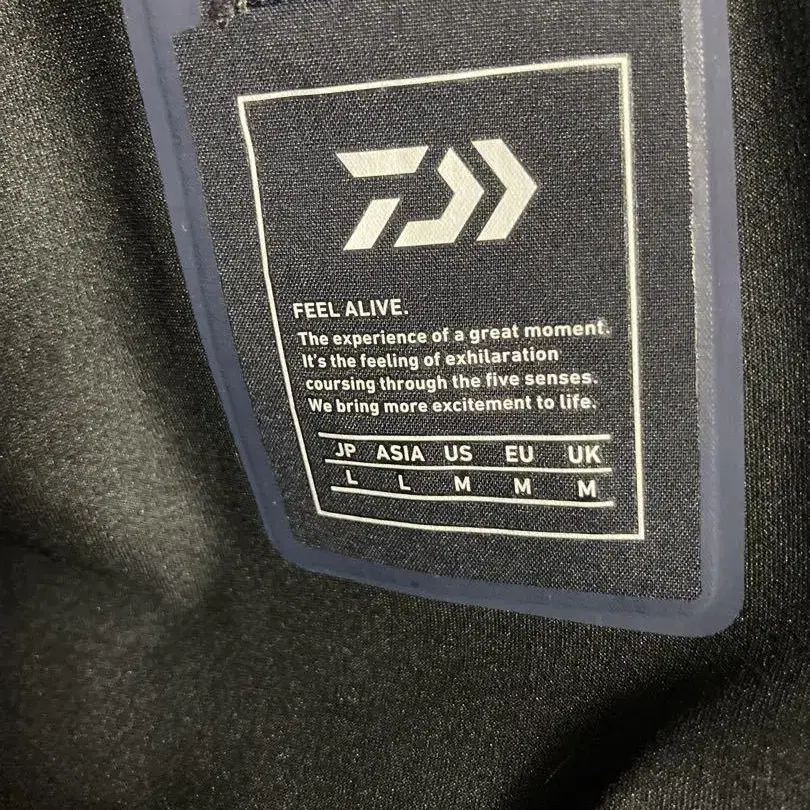 FEEL ALIVE.
The experience of a great moment.
It's the feeling of exhilaration
coursing through the five senses.
We bring more excitement to life.
JP ASIA US EU UK
L L M M M